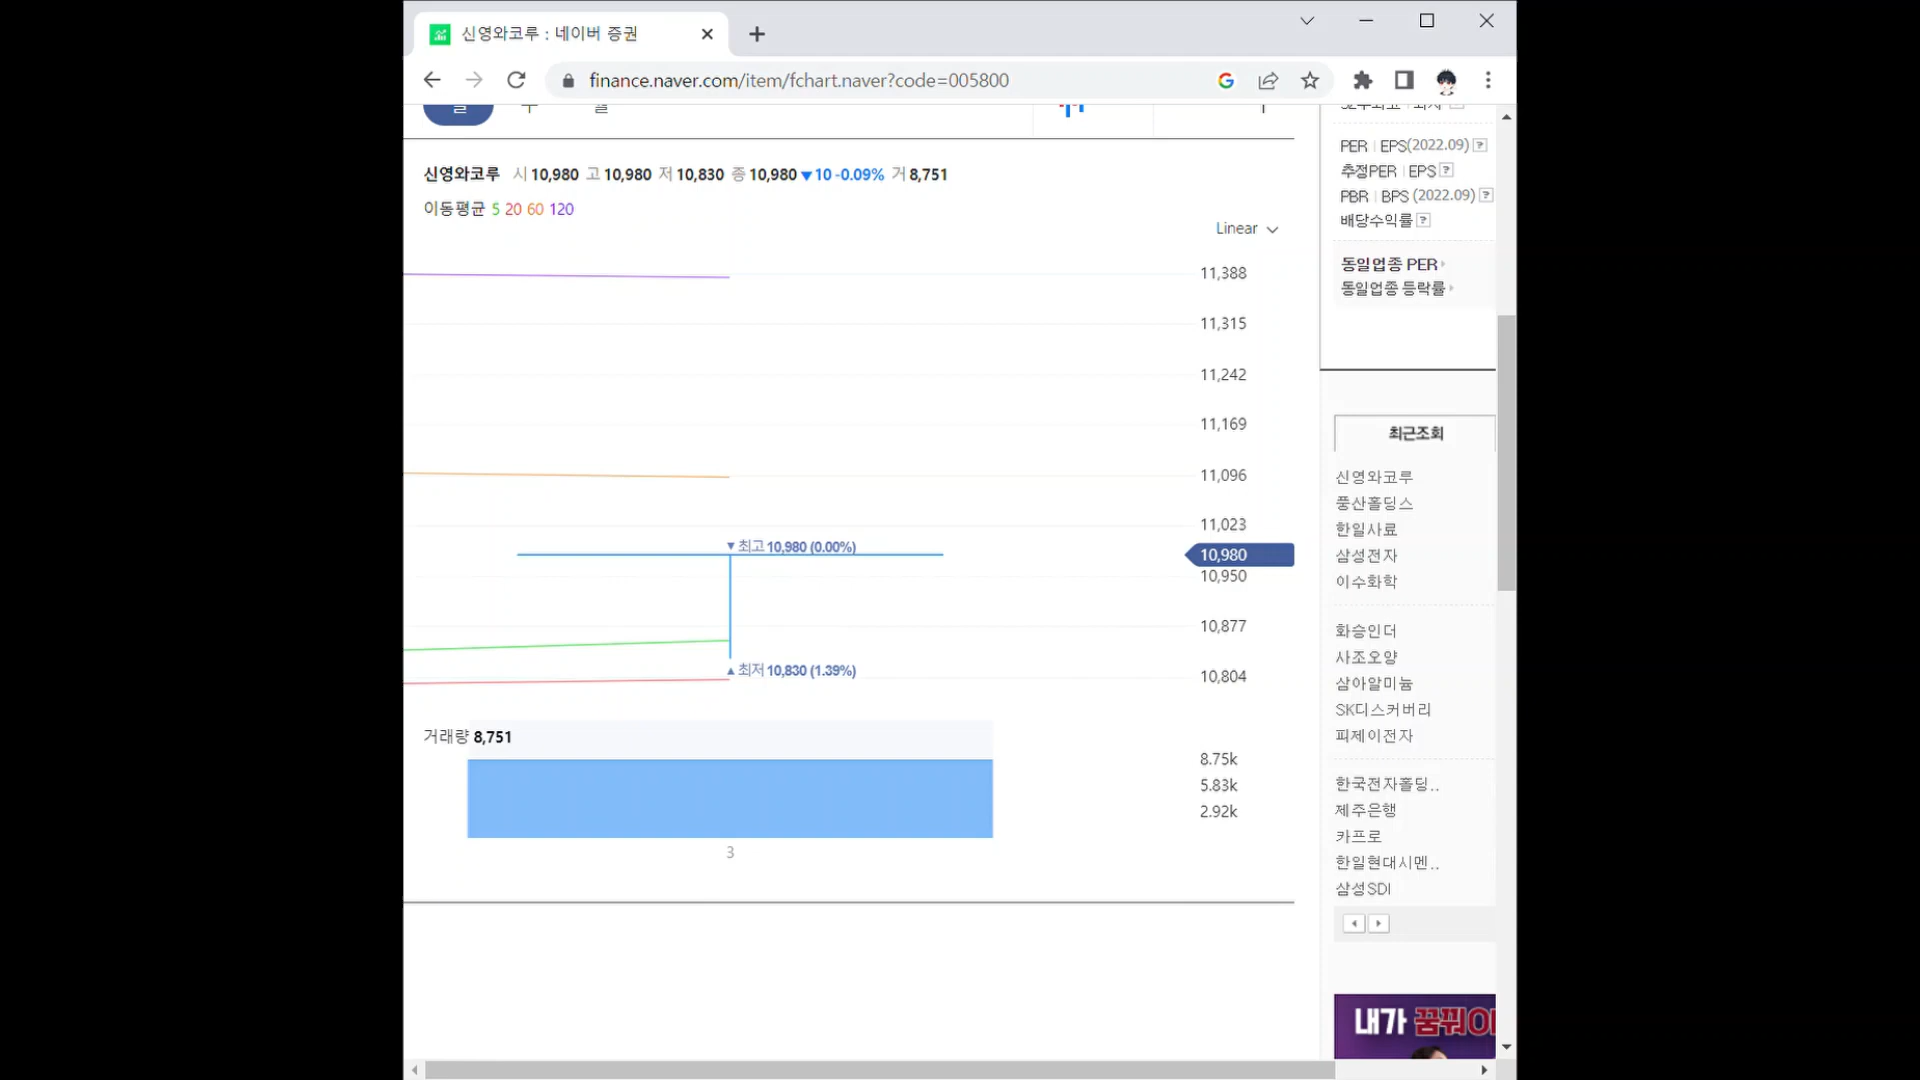 신영와코루 : 네이버 증권
finance.naver.com/item/fchart.naver?code=005800
신영와코루 시 10,980 고 10,980 저 10,830 종 10,980 ▼10 -0.09% 거 8,751
이동평균 5 20 60 120
Linear
11,388
11,315
11,242
11,169
11,096
11,023
▼최고 10,980 (0.00%)
10,980
10,950
10,877
▲최저 10,830 (1.39%)
10,804
거래량 8,751
8.75k
5.83k
2.92k
3
PER | EPS(2022.09) ?
추정PER | EPS ?
PBR | BPS (2022.09) ?
배당수익률 ?
동일업종 PER
동일업종 등락률
최근조회
신영와코루
풍산홀딩스
한일사료
삼성전자
이수화학
화승인더
사조오양
삼아알미늄
SK디스커버리
피제이전자
한국전자홀딩..
제주은행
카프로
한일현대시멘..
삼성SDI
내가